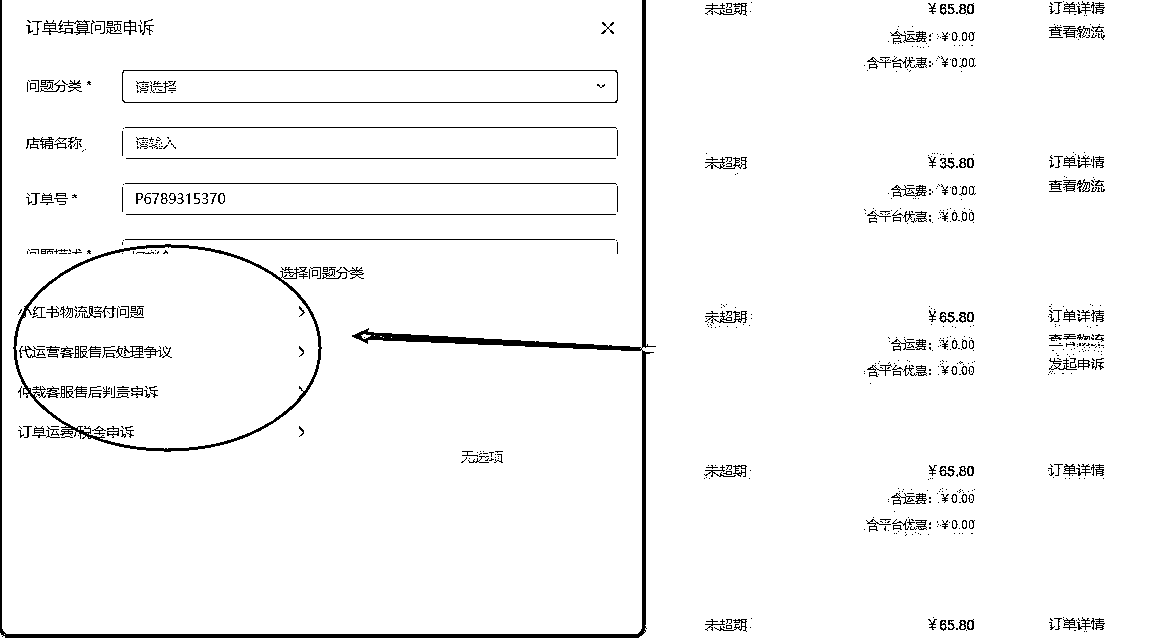 订单结算问题申诉
问题分类 *
请选择
店铺名称
请输入
订单号 *
P6789315370
问题描述 *
选择问题分类
小红书物流赔付问题
代运营客服售后处理争议
仲裁客服售后判责申诉
订单运费/税金申诉
无选项
未超期 ¥65.80 订单详情
含运费：¥0.00 查看物流
含平台优惠：¥0.00
未超期 ¥35.80 订单详情
含运费：¥0.00 查看物流
含平台优惠：¥0.00
未超期 ¥65.80 订单详情
含运费：¥0.00 查看物流
含平台优惠：¥0.00 发起申诉
未超期 ¥65.80 订单详情
含运费：¥0.00
含平台优惠：¥0.00
未超期 ¥65.80 订单详情